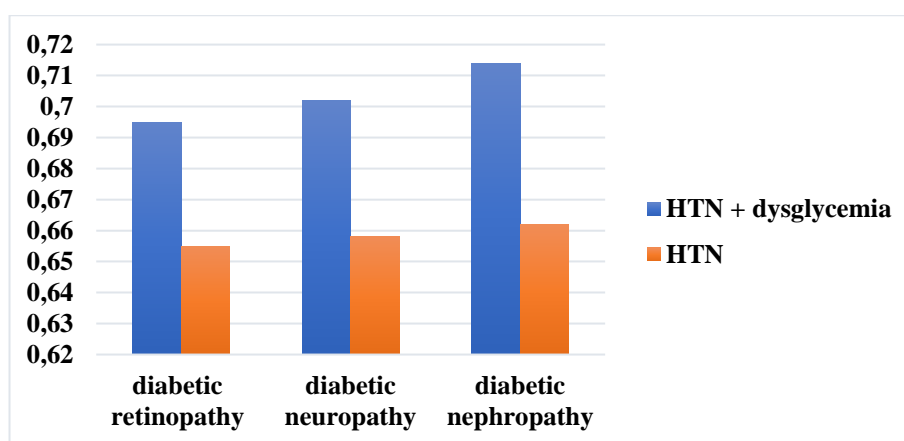 0,72
0,71
0,7
0,69
0,68
0,67
0,66
0,65
0,64
0,63
0,62
diabetic
retinopathy
diabetic
neuropathy
diabetic
nephropathy
HTN + dysglycemia
HTN